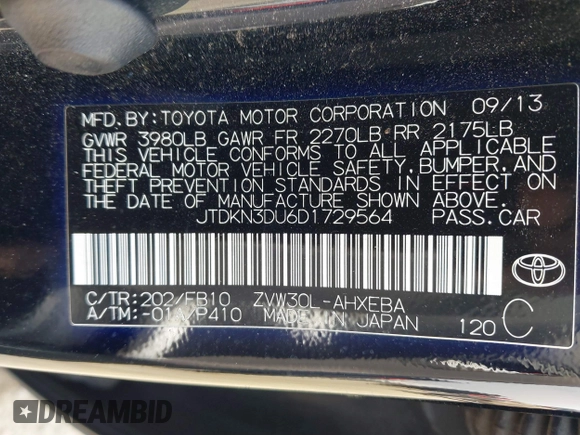 MFD.BY: TOYOTA MOTOR CORPORATION 09/13
GVWR 3980LB GAWR FR 2270LB RR 2175LB
THIS VEHICLE CONFORMS TO ALL APPLICABLE
FEDERAL MOTOR VEHICLE SAFETY,BUMPER,AND
THEFT PREVENTION STANDARDS IN EFFECT ON
THE DATE OF MANUFACTURE SHOWN ABOVE.
JTDKN3DU6D1729564 PASS.CAR
C/TR:202/FB10 ZVW30L-AHXEBA
A/TM:-01A/P410 MADE IN JAPAN 120 C
DREAMBID